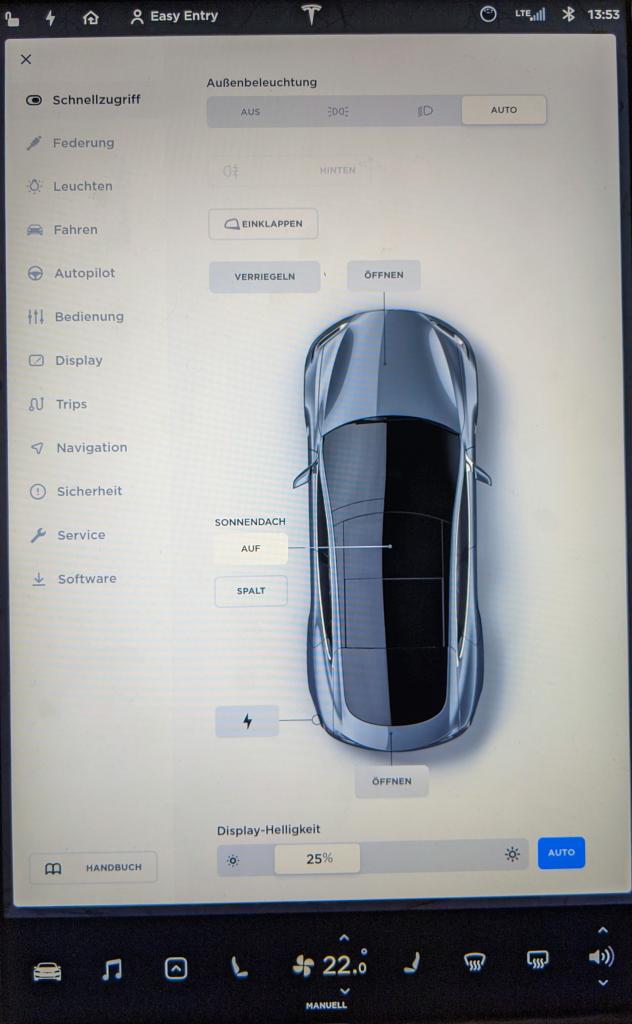 Easy Entry
LTE
13:53
Außenbeleuchtung
AUS
AUTO
Schnellzugriff
Federung
Leuchten
Fahren
Autopilot
Bedienung
Display
Trips
Navigation
Sicherheit
Service
Software
HINTEN
EINKLAPPEN
VERRIEGELN
ÖFFNEN
SONNENDACH
AUF
SPALT
ÖFFNEN
Display-Helligkeit
25%
AUTO
HANDBUCH
22.0°
MANUELL